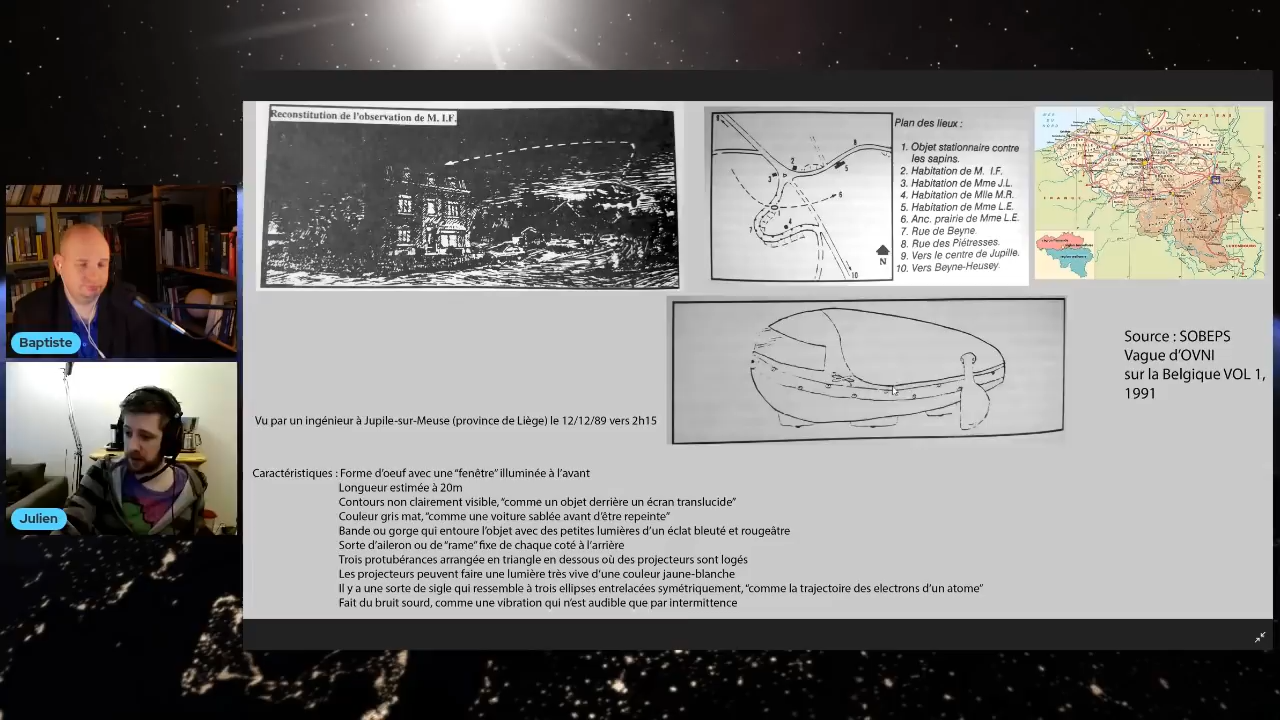 Reconstitution de l'observation de M. I.F.
Plan des lieux :
1. Objet stationnaire contre
les sapins.
2. Habitation de M. I.F.
3. Habitation de Mme J.L.
4. Habitation de Mlle M.R.
5. Habitation de Mme L.E.
6. Anc. prairie de Mme L.E.
7. Rue de Beyne.
8. Rue des Piétresses.
9. Vers le centre de Jupille.
10. Vers Beyne-Heusey.
N
10
Baptiste
Julien
Source : SOBEPS
Vague d'OVNI
sur la Belgique VOL 1,
1991
Vu par un ingénieur à Jupile-sur-Meuse (province de Liège) le 12/12/89 vers 2h15
Caractéristiques : Forme d'oeuf avec une "fenêtre" illuminée à l'avant
Longueur estimée à 20m
Contours non clairement visible, "comme un objet derrière un écran translucide"
Couleur gris mat, "comme une voiture sablée avant d'être repeinte"
Bande ou gorge qui entoure l'objet avec des petites lumières d'un éclat bleuté et rougeâtre
Sorte d'aileron ou de "rame" fixe de chaque coté à l'arrière
Trois protubérances arrangée en triangle en dessous où des projecteurs sont logés
Les projecteurs peuvent faire une lumière très vive d'une couleur jaune-blanche
Il y a une sorte de sigle qui ressemble à trois ellipses entrelacées symétriquement, "comme la trajectoire des electrons d'un atome"
Fait du bruit sourd, comme une vibration qui n'est audible que par intermittence